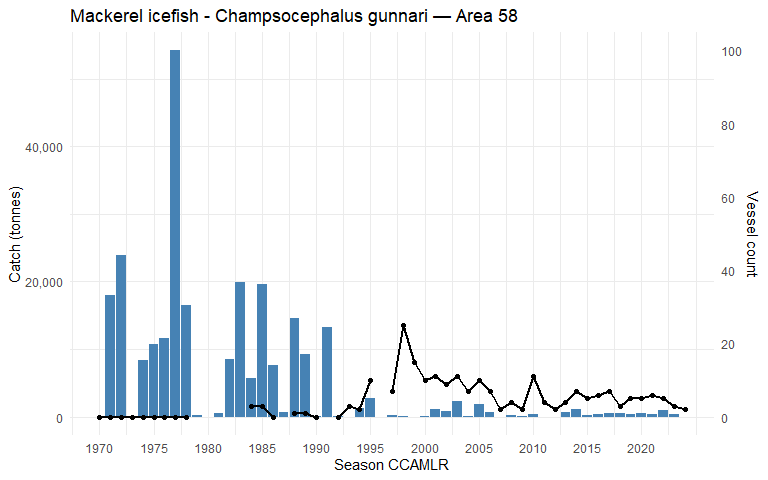 Mackerel icefish - Champsocephalus gunnari — Area 58
Catch (tonnes)
40,000
20,000
0
100
80
60
40
20
0
Vessel count
1970 1975 1980 1985 1990 1995 2000 2005 2010 2015 2020
Season CCAMLR